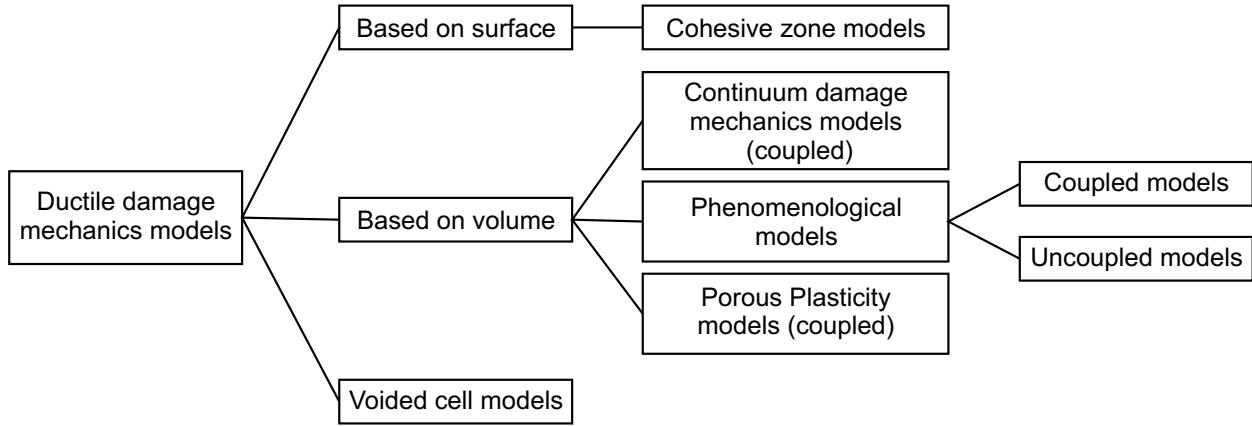 Based on surface
Cohesive zone models
Continuum damage
mechanics models
(coupled)
Ductile damage
mechanics models
Based on volume
Phenomenological
models
Coupled models
Uncoupled models
Porous Plasticity
models (coupled)
Voided cell models